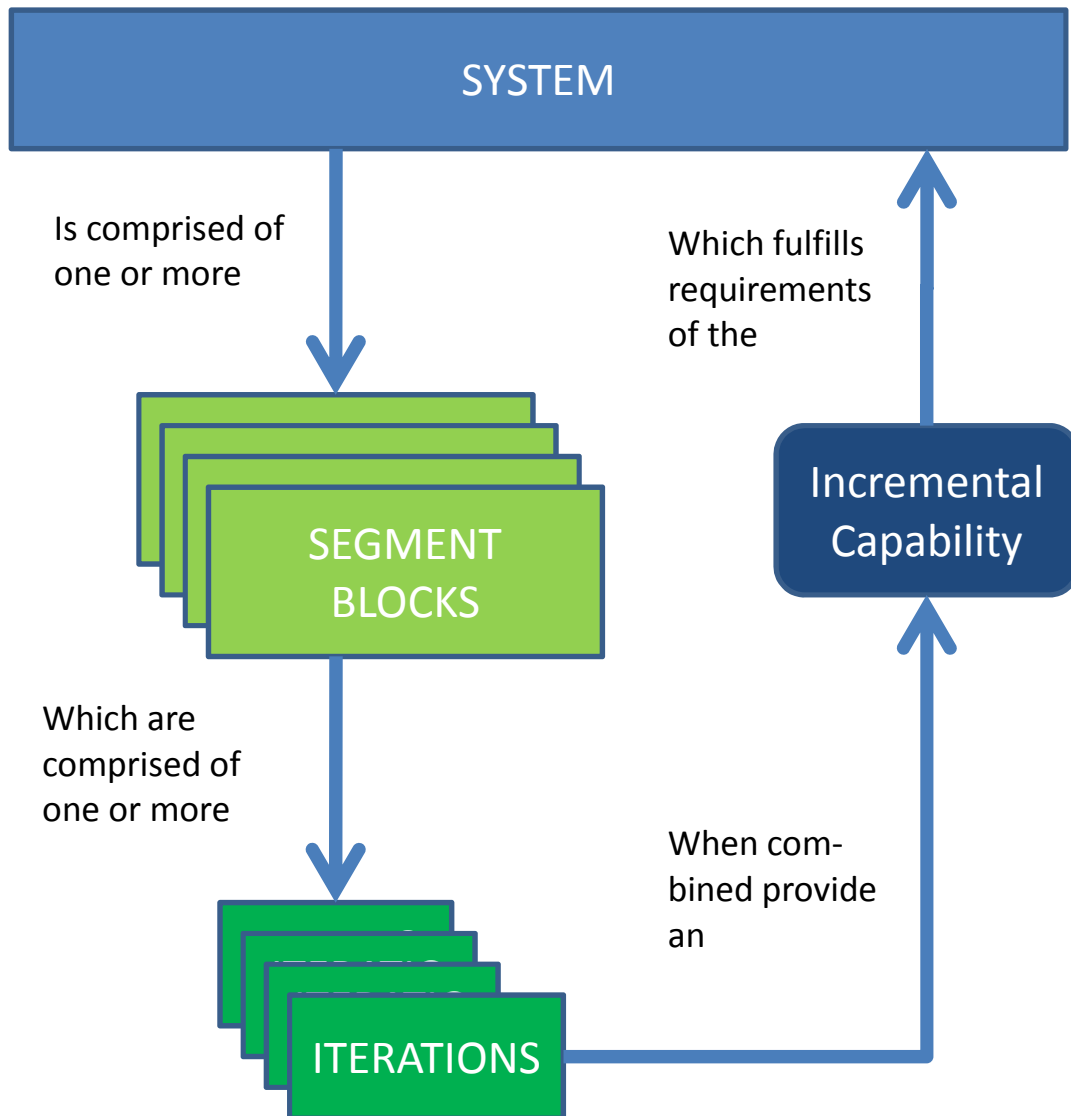 SYSTEM
Is comprised of
one or more
Which fulfills
requirements
of the
Incremental
Capability
SEGMENT
BLOCKS
Which are
comprised of
one or more
When com-
bined provide
an
ITERATIONS